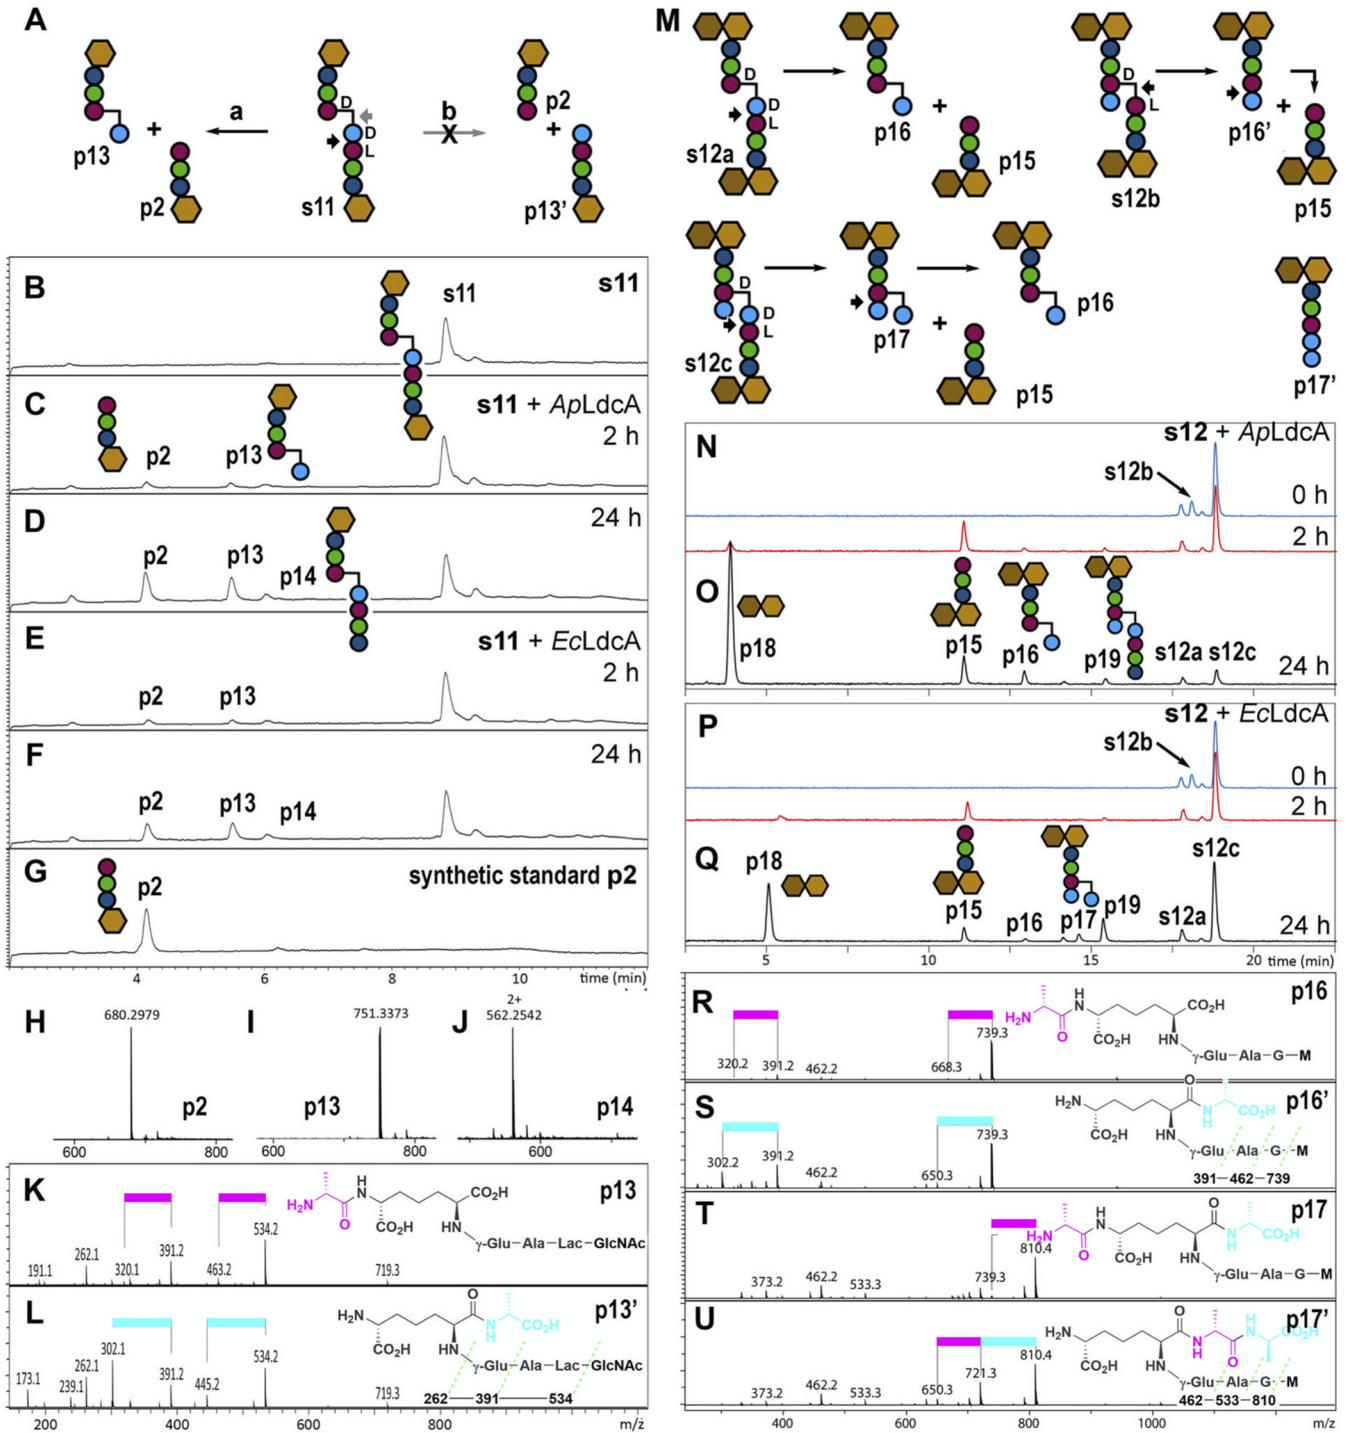 A
a
b
X
D
D
L
p13
+
p2
s11
p2
+
p13’
B
s11
s11
C
s11 + ApLdcA
2 h
p2
p13
D
24 h
p2
p13
p14
E
s11 + EcLdcA
2 h
p2
p13
F
24 h
p2
p13
p14
G
synthetic standard p2
p2
4 6 8 10 time (min)
H
680.2979
p2
600 800
I
751.3373
p13
600 800
J
2+
562.2542
p14
600
K
p13
191.1 262.1 320.1 391.2 463.2 534.2 719.3
H2N
O
H
N
CO2H
CO2H
HN
γ-Glu–Ala–Lac–GlcNAc
L
p13’
173.1 239.1 262.1 302.1 391.2 445.2 534.2 719.3
H2N
CO2H
O
N
H
CO2H
HN
γ-Glu–Ala–Lac–GlcNAc
262—391—534
200 400 600 800 1000 m/z
M
D
D
L
s12a
p16
+
p15
D
L
s12b
p16’
+
p15
D
D
L
s12c
p17
+
p15
p16
p17’
N
s12 + ApLdcA
s12b
0 h
2 h
O
p18
p15
p16
p19
s12a s12c
24 h
5 10 15 20
P
s12 + EcLdcA
s12b
0 h
2 h
Q
p18
p15
p16
p17
p19
s12a
s12c
24 h
5 10 15 20 time (min)
R
p16
320.2 391.2 462.2 668.3 739.3
H2N
O
H
N
CO2H
CO2H
HN
γ-Glu–Ala–G–M
S
p16’
302.2 391.2 462.2 650.3 739.3
H2N
CO2H
O
N
H
CO2H
HN
γ-Glu–Ala–G–M
391—462—739
T
p17
373.2 462.2 533.3 739.3 810.4
H2N
O
H
N
CO2H
O
N
H
CO2H
HN
γ-Glu–Ala–G–M
U
p17’
373.2 462.2 533.3 650.3 721.3 810.4
H2N
CO2H
O
N
H
O
H
N
CO2H
HN
γ-Glu–Ala–G–M
462—533—810
400 600 800 1000 m/z